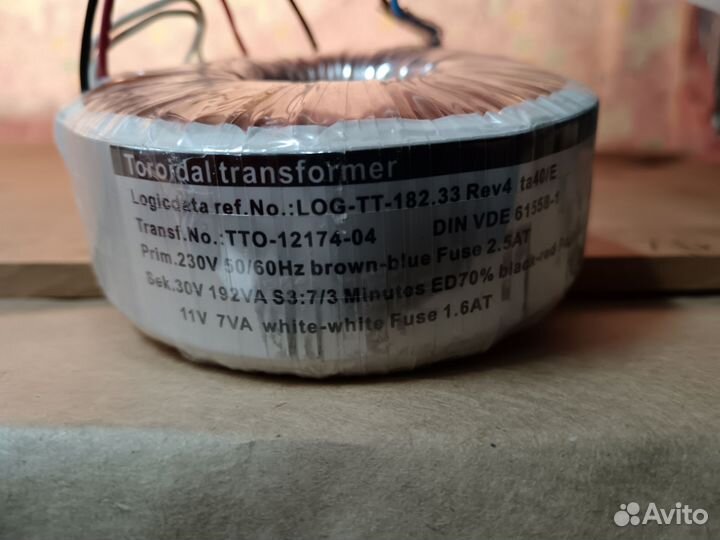 Toroidal transformer
Logicdata ref.No.:LOG-TT-182.33 Rev4 ta40/E
Transf.No.:TTO-12174-04 DIN VDE 61558-1
Prim.230V 50/60Hz brown-blue Fuse 2.5AT
Sek.30V 192VA S3:7/3 Minutes ED70% black-red
11V 7VA white-white Fuse 1.6AT
Avito